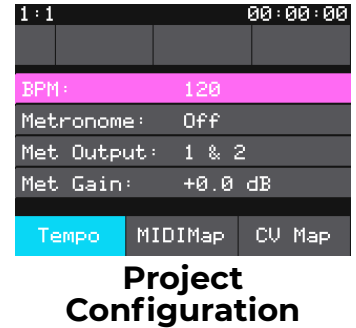 1:1 00:00:00
BPM: 120
Metronome: Off
Met Output: 1 & 2
Met Gain: +0.0 dB
Tempo MIDIMap CV Map
Project
Configuration